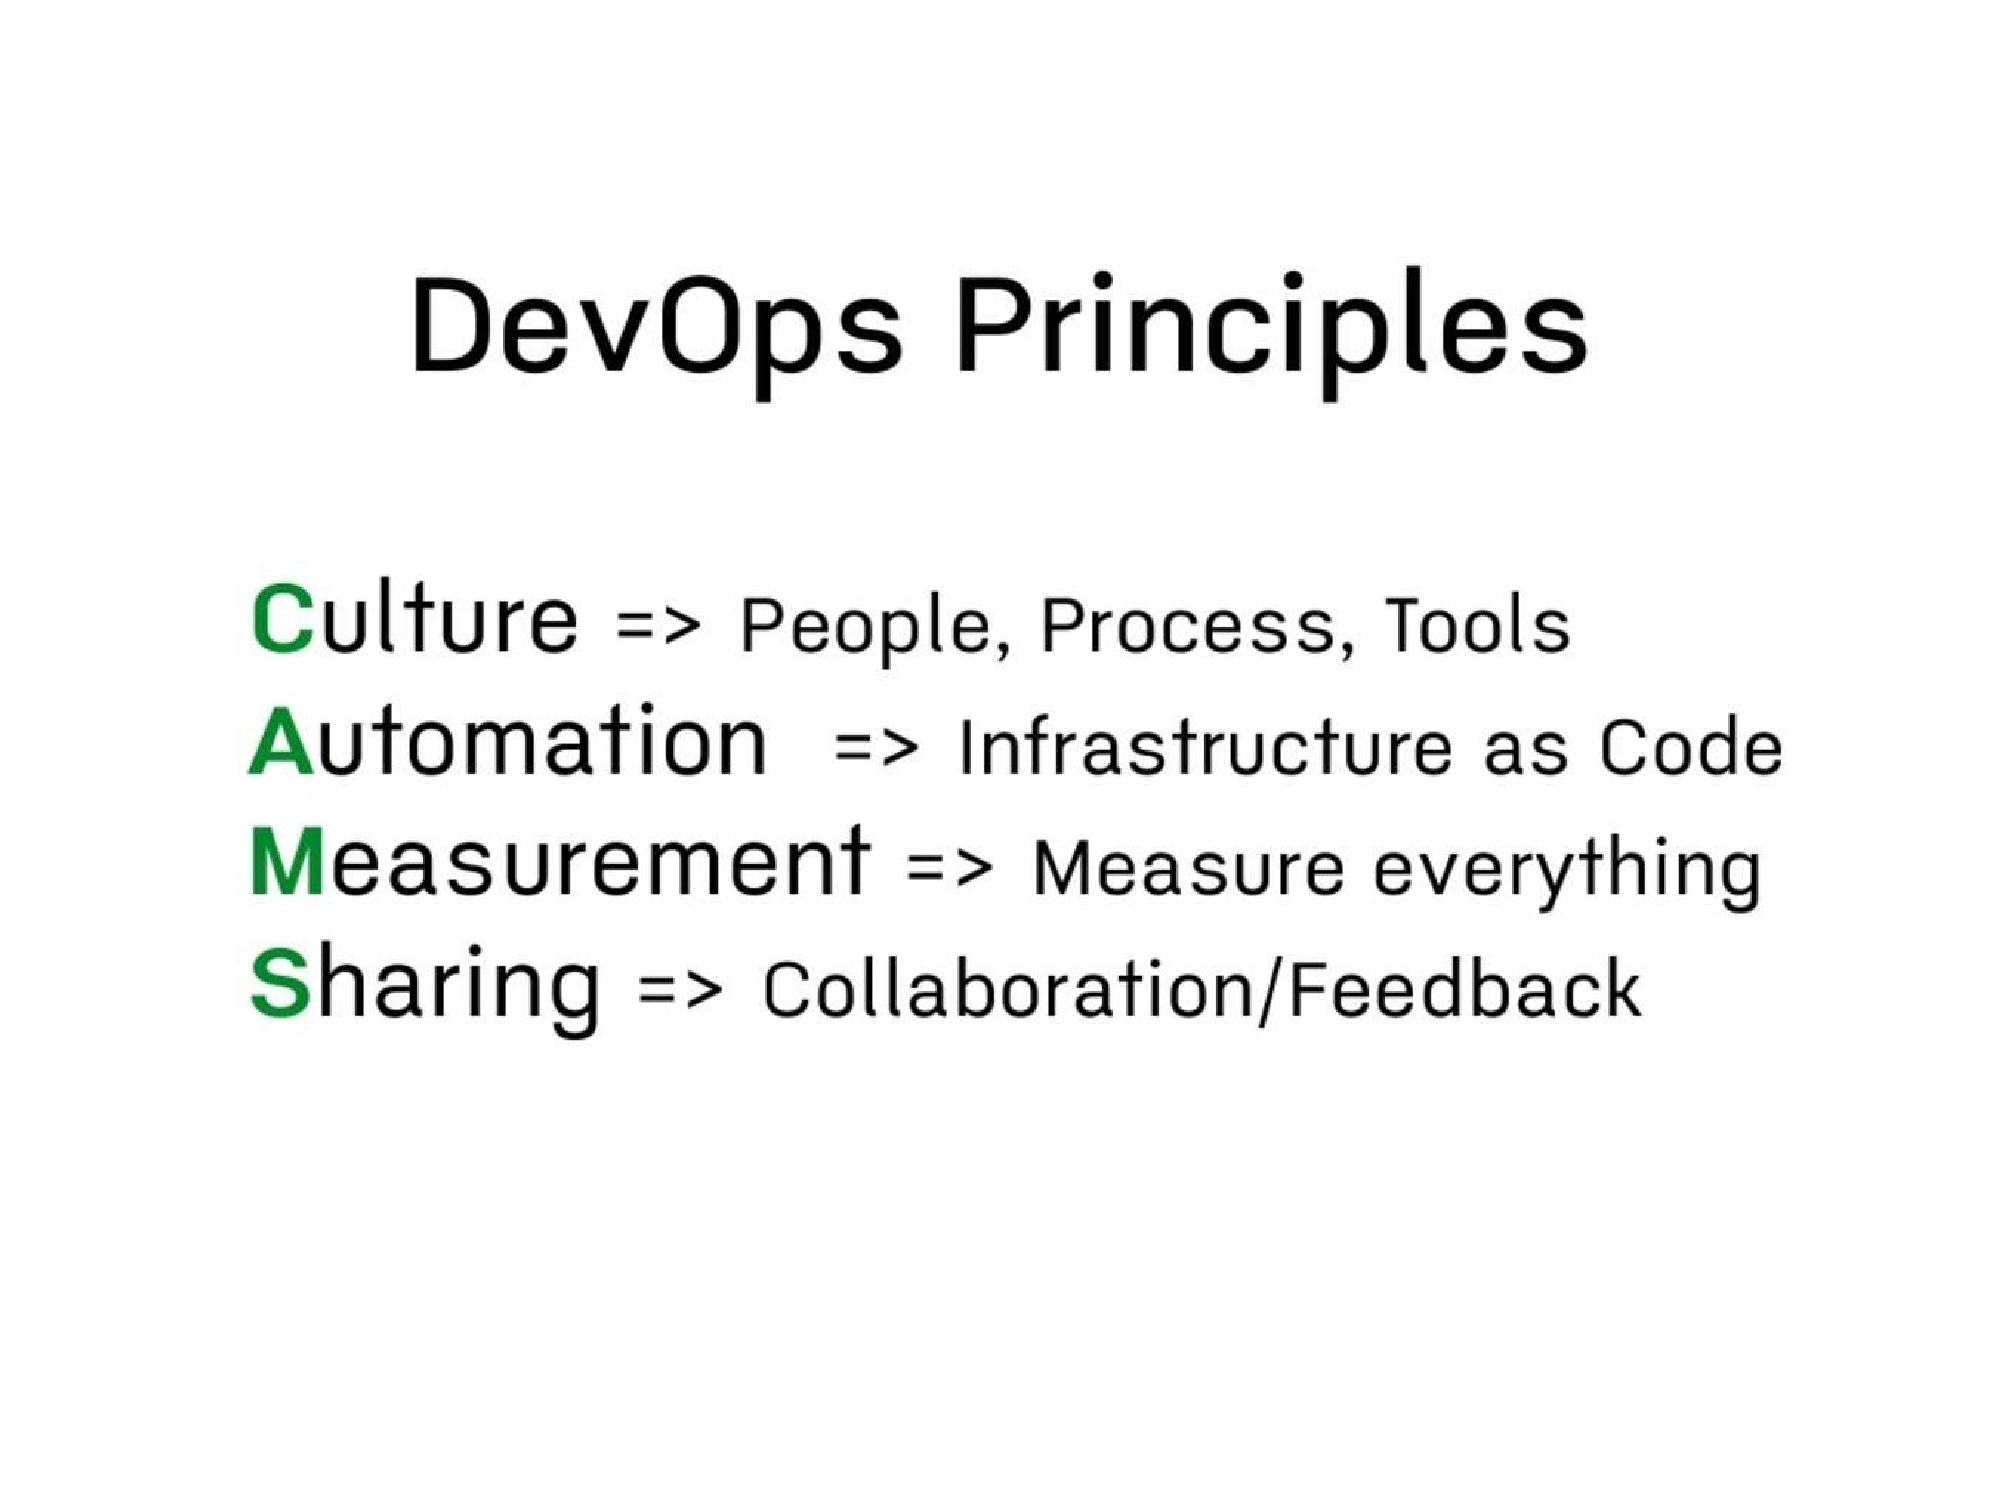 DevOps Principles
Culture => People, Process, Tools
Automation => Infrastructure as Code
Measurement => Measure everything
Sharing => Collaboration/Feedback